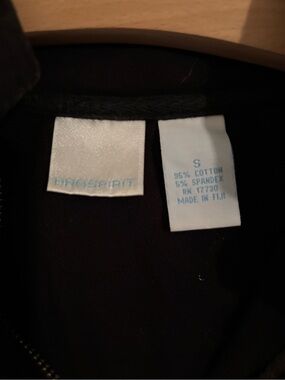 PROSPIRIT
S
95% COTTON
5% SPANDEX
RN 17730
MADE IN FIJI